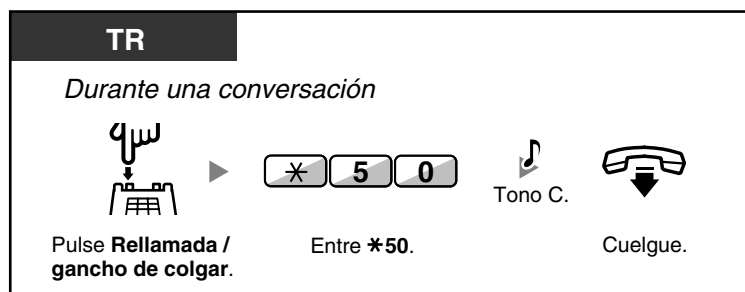 TR
Durante una conversación
* 5 0
Tono C.
Pulse Rellamada /
gancho de colgar.
Entre *50.
Cuelgue.